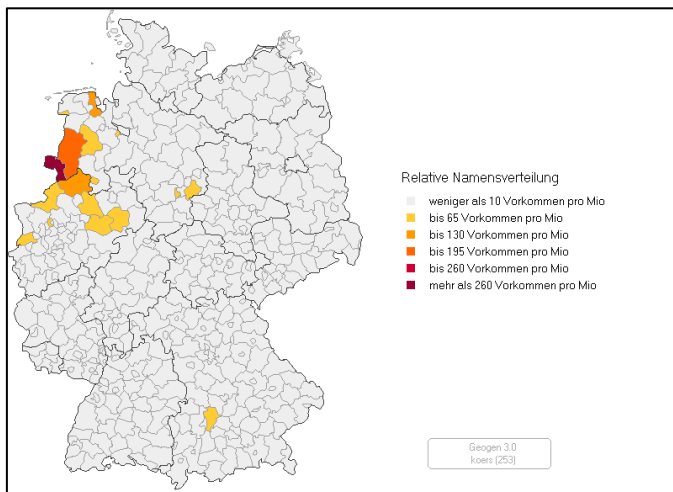 Relative Namensverteilung
weniger als 10 Vorkommen pro Mio
bis 65 Vorkommen pro Mio
bis 130 Vorkommen pro Mio
bis 195 Vorkommen pro Mio
bis 260 Vorkommen pro Mio
mehr als 260 Vorkommen pro Mio
Geogen 3.0
koers (253)